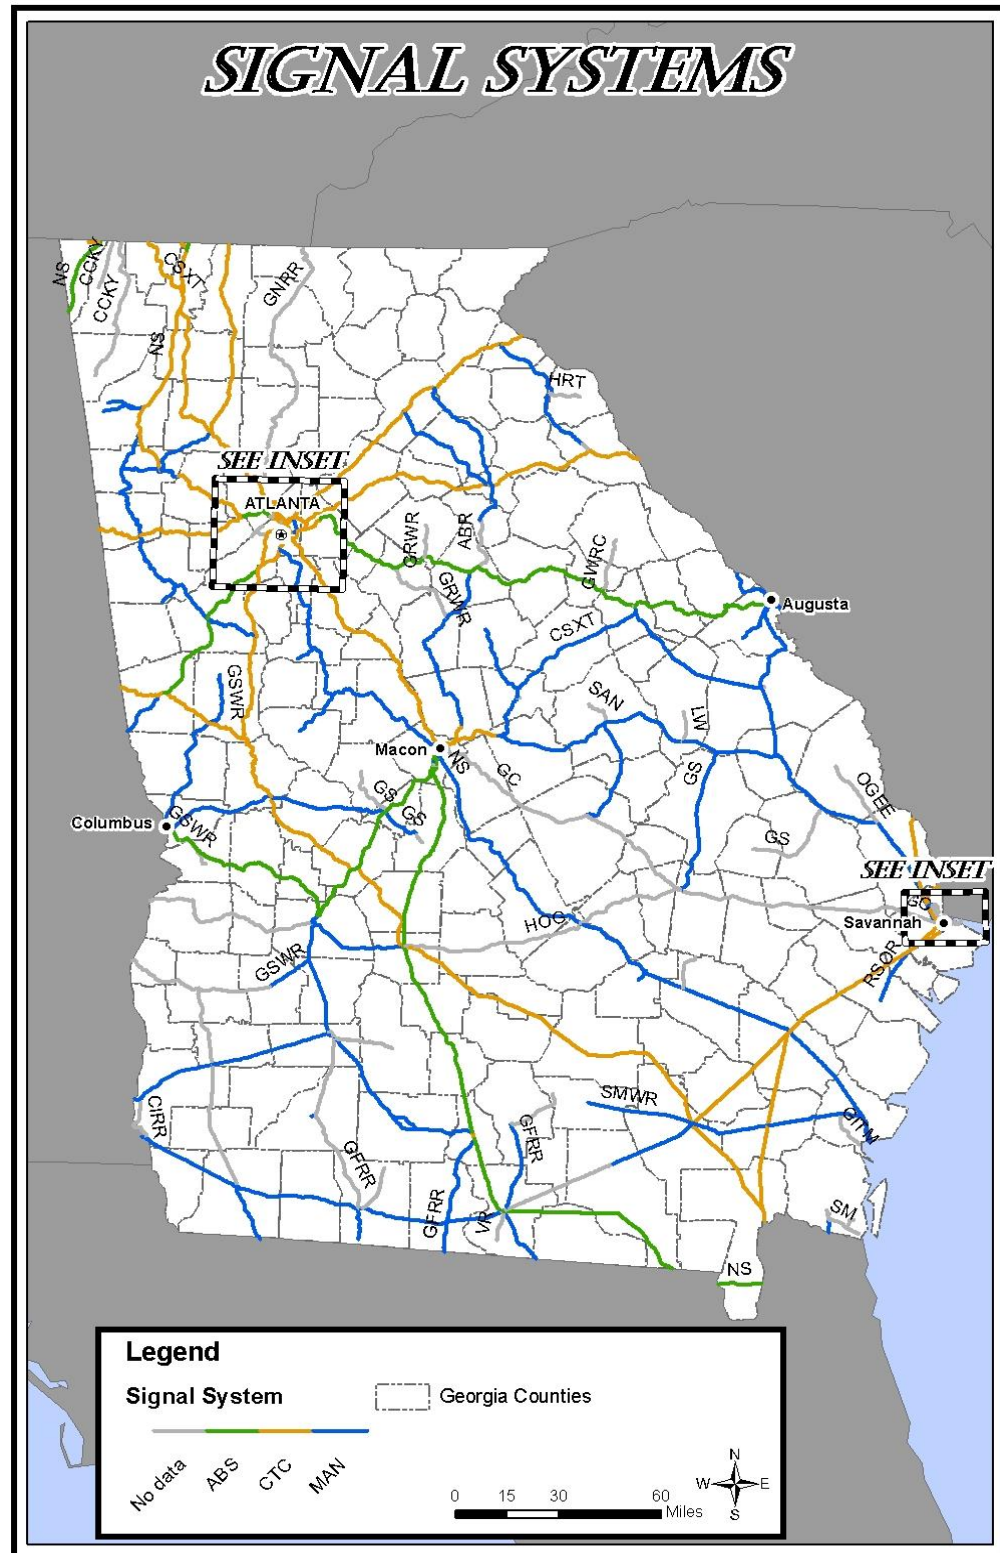 SIGNAL SYSTEMS
NS
CCKY
CCKY
CSXT
GNRR
NS
HRT
SEE INSET
ATLANTA
GRWR
ABR
GWRC
GRWR
Augusta
CSXT
GSWR
SAN
LW
Macon
NS
GC
GS
GS
GS
OGEE
Columbus
GSWR
GS
SEE INSET
GC
Savannah
HOG
RSOR
GSWR
SMWR
CIRR
GITM
GFRR
GFRR
GFRR
VR
SM
NS
Legend
Signal System
Georgia Counties
No data
ABS
CTC
MAN
N
W
E
S
0 15 30 60
Miles